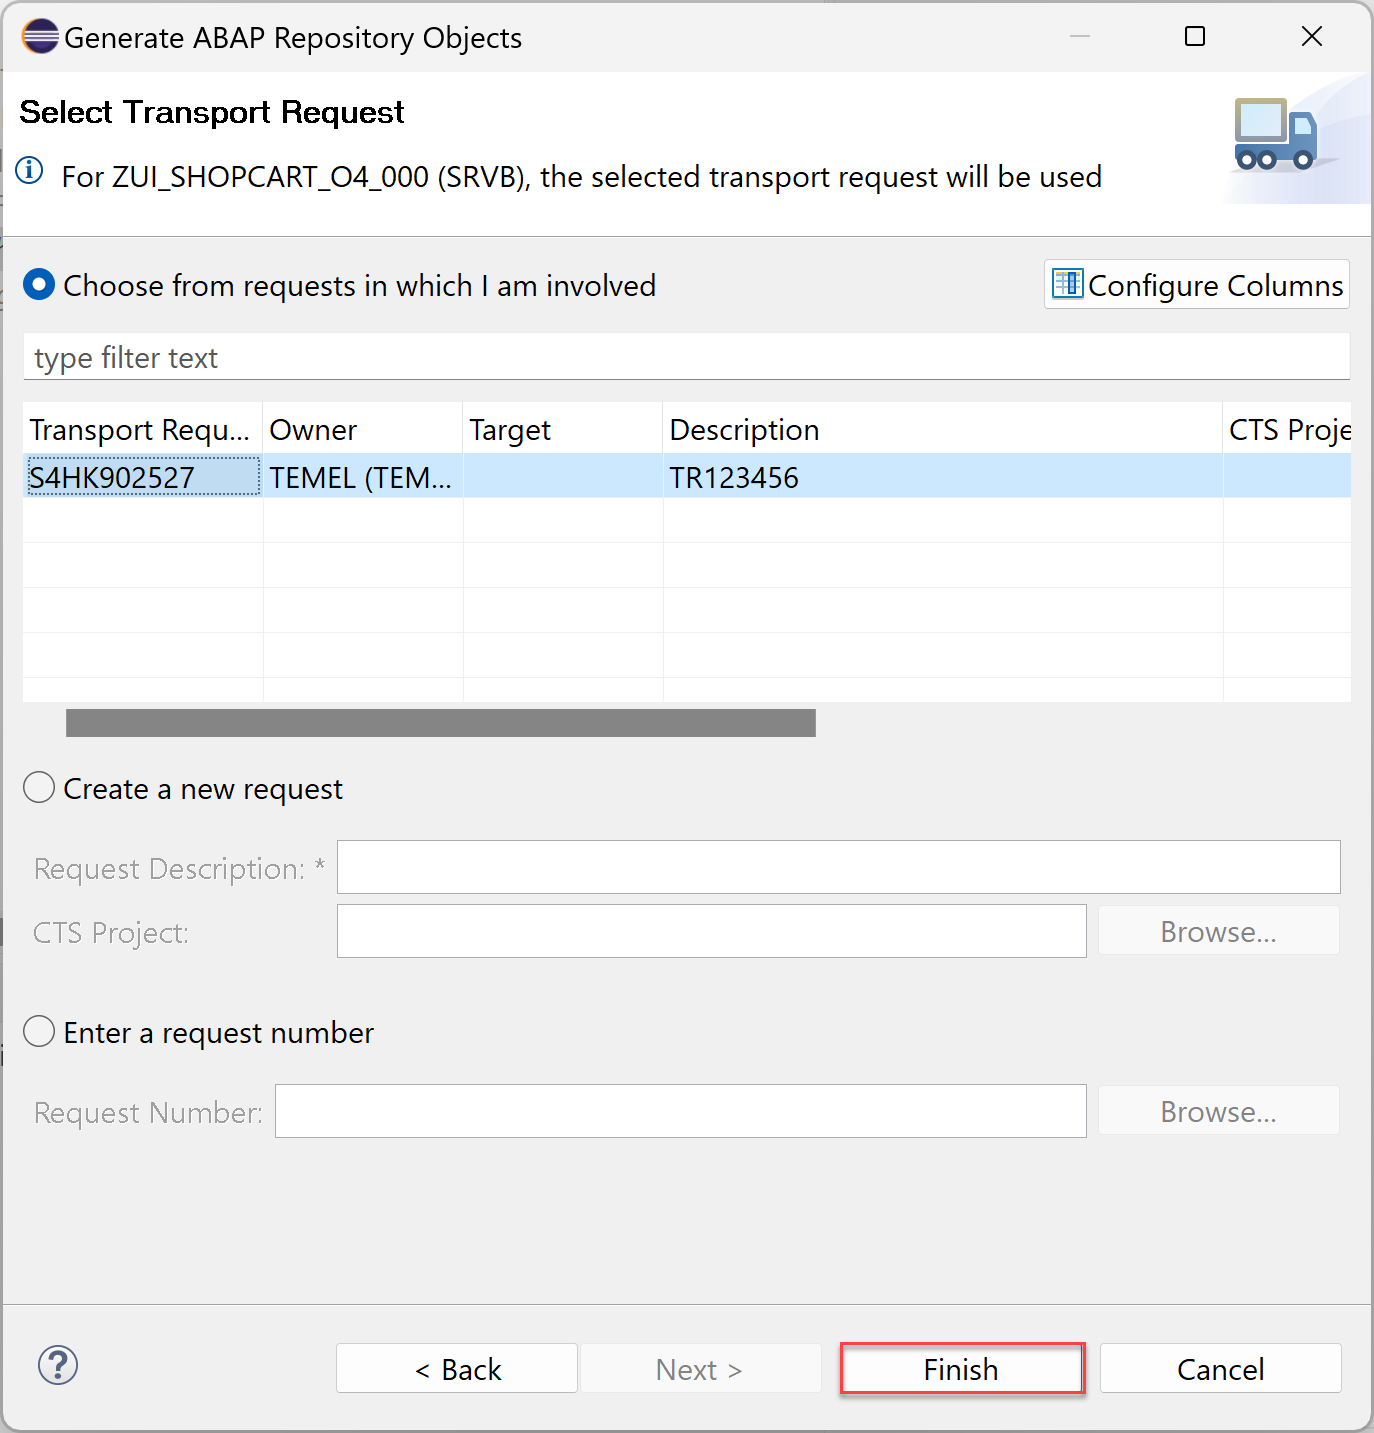 Generate ABAP Repository Objects
Select Transport Request
For ZUI_SHOPCART_O4_000 (SRVB), the selected transport request will be used
Choose from requests in which I am involved
Configure Columns
type filter text
Transport Requ... Owner Target Description CTS Proje
S4HK902527 TEMEL (TEM... TR123456
Create a new request
Request Description: *
CTS Project:
Browse...
Enter a request number
Request Number:
Browse...
< Back Next > Finish Cancel